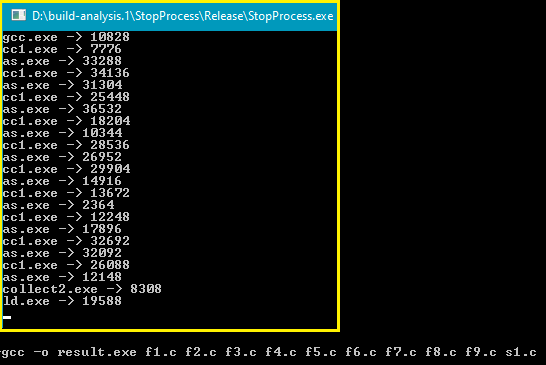 D:\build-analysis.1\StopProcess\Release\StopProcess.exe
gcc.exe -> 10828
cc1.exe -> 7776
as.exe -> 33288
cc1.exe -> 34136
as.exe -> 31304
cc1.exe -> 25448
as.exe -> 36532
cc1.exe -> 18204
as.exe -> 10344
cc1.exe -> 28536
as.exe -> 26952
cc1.exe -> 29904
as.exe -> 14916
cc1.exe -> 13672
as.exe -> 2364
cc1.exe -> 12248
as.exe -> 17896
cc1.exe -> 32692
as.exe -> 32092
cc1.exe -> 26088
as.exe -> 12148
collect2.exe -> 8308
ld.exe -> 19588
gcc -o result.exe f1.c f2.c f3.c f4.c f5.c f6.c f7.c f8.c f9.c s1.c